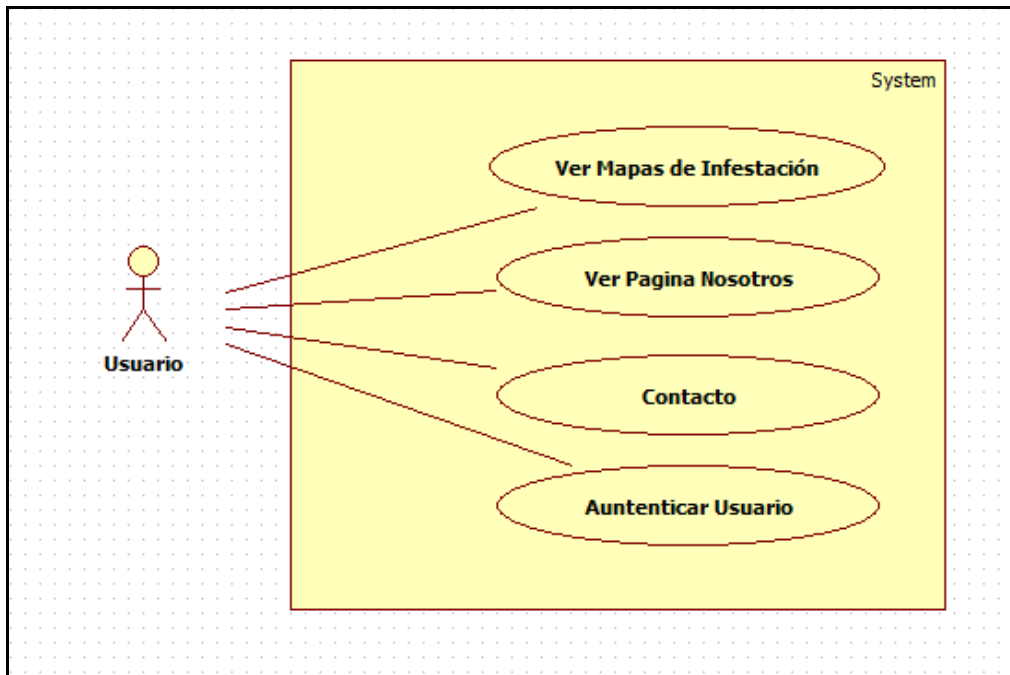 System
Ver Mapas de Infestación
Ver Pagina Nosotros
Usuario
Contacto
Auntenticar Usuario